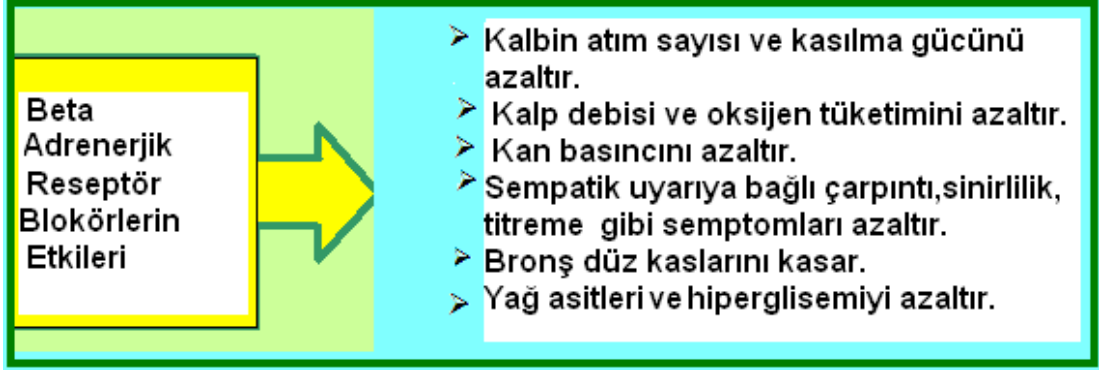 Beta
Adrenerjik
Reseptör
Blokörlerin
Etkileri
➢ Kalbin atım sayısı ve kasılma gücünü
azaltır.
➢ Kalp debisi ve oksijen tüketimini azaltır.
➢ Kan basıncını azaltır.
➢ Sempatik uyarıya bağlı çarpıntı,sinirlilik,
titreme gibi semptomları azaltır.
➢ Bronş düz kaslarını kasar.
➢ Yağ asitleri ve hiperglisemiyi azaltır.